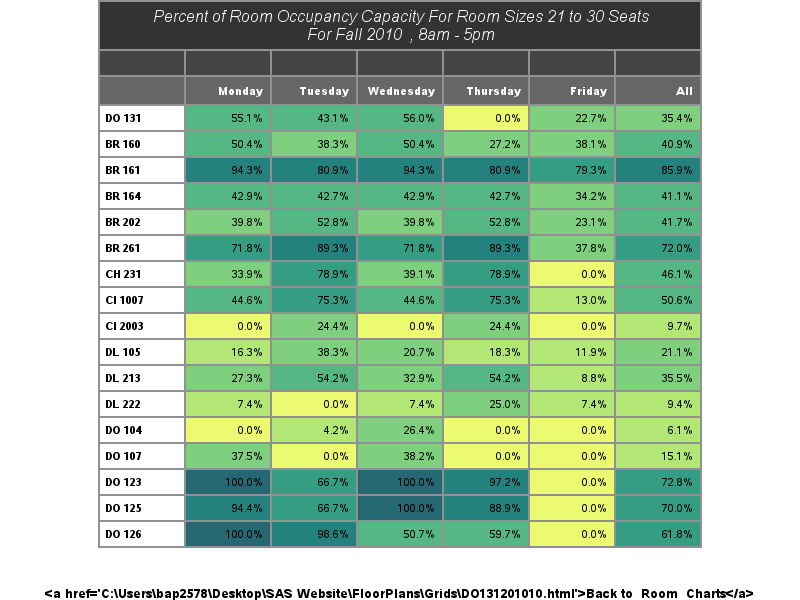 Percent of Room Occupancy Capacity For Room Sizes 21 to 30 Seats
For Fall 2010 , 8am - 5pm
Monday Tuesday Wednesday Thursday Friday All
DO 131 55.1% 43.1% 56.0% 0.0% 22.7% 35.4%
BR 160 50.4% 38.3% 50.4% 27.2% 38.1% 40.9%
BR 161 94.3% 80.9% 94.3% 80.9% 79.3% 85.9%
BR 164 42.9% 42.7% 42.9% 42.7% 34.2% 41.1%
BR 202 39.8% 52.8% 39.8% 52.8% 23.1% 41.7%
BR 261 71.8% 89.3% 71.8% 89.3% 37.8% 72.0%
CH 231 33.9% 78.9% 39.1% 78.9% 0.0% 46.1%
CI 1007 44.6% 75.3% 44.6% 75.3% 13.0% 50.6%
CI 2003 0.0% 24.4% 0.0% 24.4% 0.0% 9.7%
DL 105 16.3% 38.3% 20.7% 18.3% 11.9% 21.1%
DL 213 27.3% 54.2% 32.9% 54.2% 8.8% 35.5%
DL 222 7.4% 0.0% 7.4% 25.0% 7.4% 9.4%
DO 104 0.0% 4.2% 26.4% 0.0% 0.0% 6.1%
DO 107 37.5% 0.0% 38.2% 0.0% 0.0% 15.1%
DO 123 100.0% 66.7% 100.0% 97.2% 0.0% 72.8%
DO 125 94.4% 66.7% 100.0% 88.9% 0.0% 70.0%
DO 126 100.0% 98.6% 50.7% 59.7% 0.0% 61.8%
<a href='C:\Users\bap2578\Desktop\SAS Website\FloorPlans\Grids\DO131201010.html'>Back to Room Charts</a>